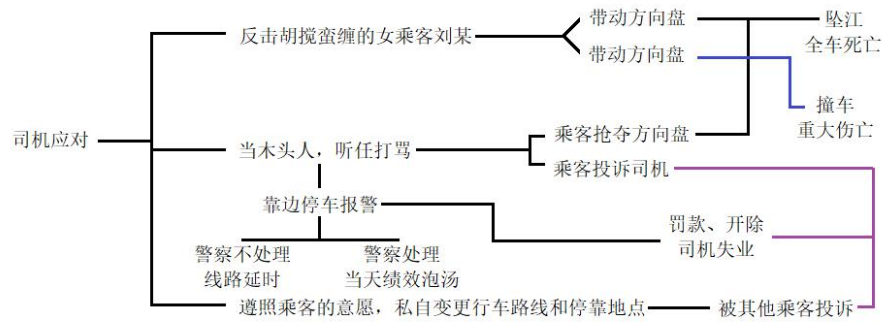 带动方向盘
坠江
全车死亡
反击胡搅蛮缠的女乘客刘某
带动方向盘
撞车
重大伤亡
司机应对
乘客抢夺方向盘
当木头人，听任打骂
乘客投诉司机
靠边停车报警
罚款、开除
司机失业
警察不处理
线路延时
警察处理
当天绩效泡汤
遵照乘客的意愿，私自变更行车路线和停靠地点
被其他乘客投诉